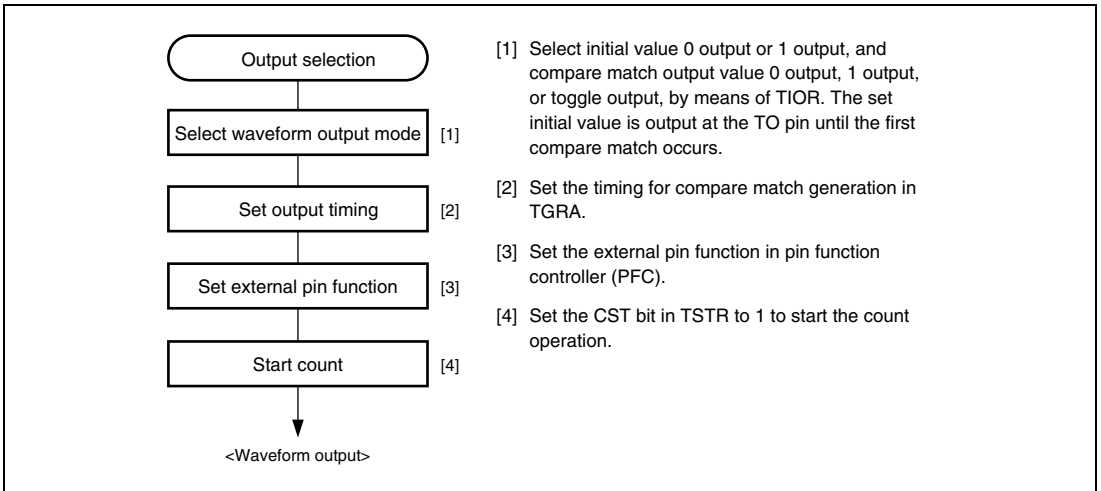 Output selection
Select waveform output mode [1]
Set output timing [2]
Set external pin function [3]
Start count [4]
<Waveform output>
[1] Select initial value 0 output or 1 output, and
compare match output value 0 output, 1 output,
or toggle output, by means of TIOR. The set
initial value is output at the TO pin until the first
compare match occurs.
[2] Set the timing for compare match generation in
TGRA.
[3] Set the external pin function in pin function
controller (PFC).
[4] Set the CST bit in TSTR to 1 to start the count
operation.